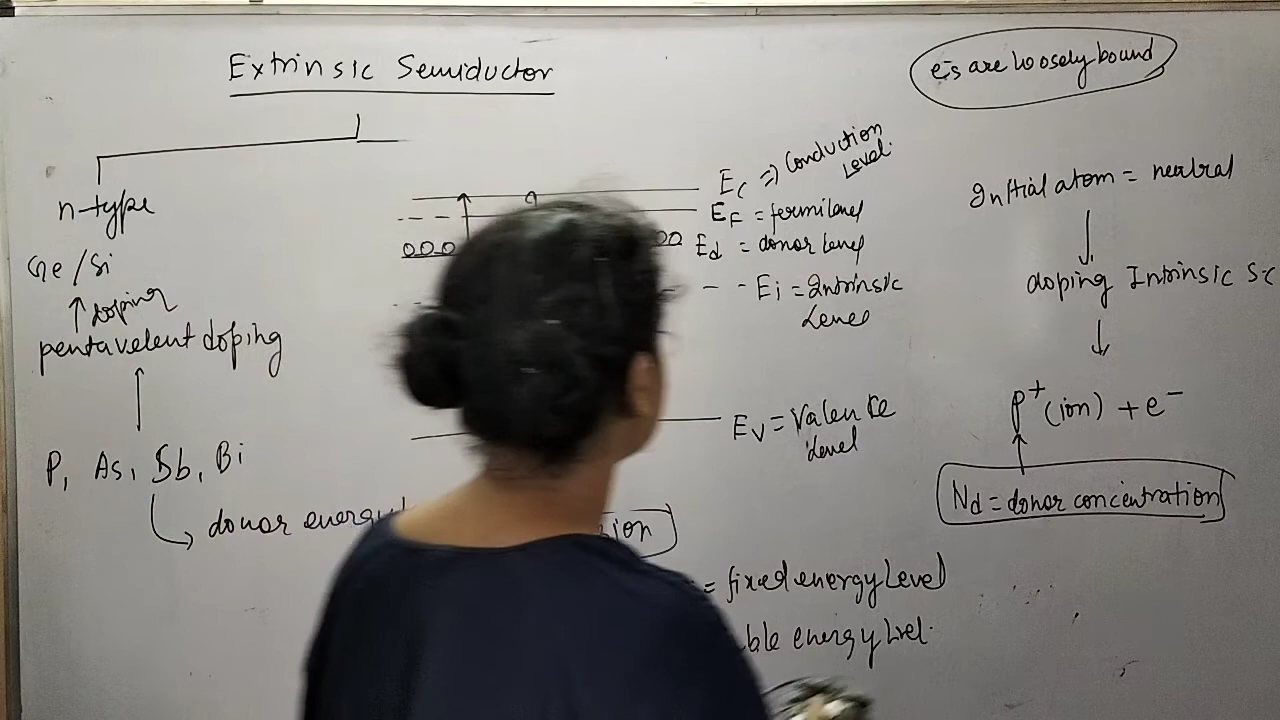 Extrinsic Semiductor
n-type
Ge/Si
doping
pentavelent doping
P, As, Sb, Bi
donor energy
Ec => Conduction
Level.
EF = fermi level
Ed = donor level
Ei = Intrinsic
Level
Ev = Valence
level
= fixed energy Level
energy lvel.
e-s are loosely bound
Initial atom = neutral
doping Intrinsic SC
P+ (ion) + e-
Nd = donor concentration